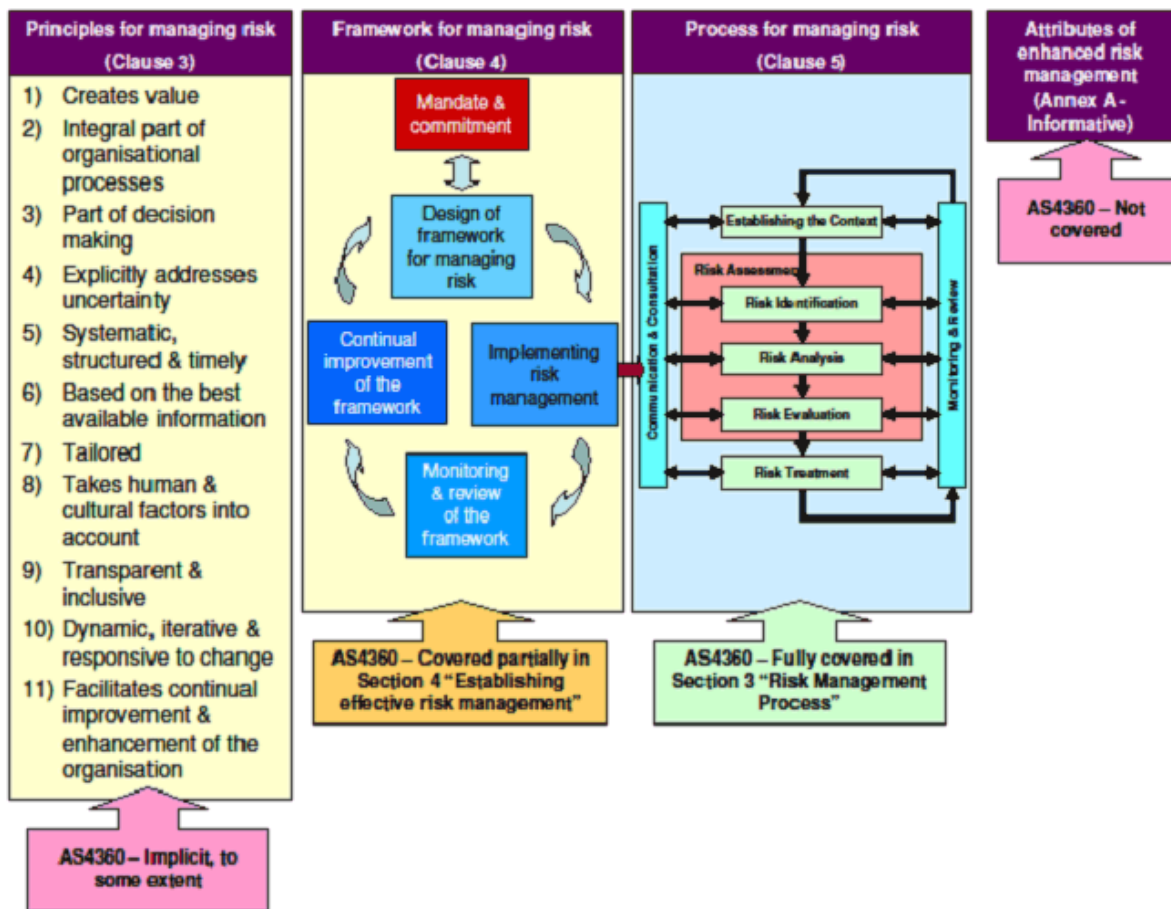 Principles for managing risk
(Clause 3)
1) Creates value
2) Integral part of
organisational
processes
3) Part of decision
making
4) Explicitly addresses
uncertainty
5) Systematic,
structured & timely
6) Based on the best
available information
7) Tailored
8) Takes human &
cultural factors into
account
9) Transparent &
inclusive
10) Dynamic, iterative &
responsive to change
11) Facilitates continual
improvement &
enhancement of the
organisation
AS4360 – Implicit, to
some extent
Framework for managing risk
(Clause 4)
Mandate &
commitment
Design of
framework
for managing
risk
Continual
improvement
of the
framework
Implementing
risk
management
Monitoring
& review
of the
framework
AS4360 – Covered partially in
Section 4 “Establishing
effective risk management”
Process for managing risk
(Clause 5)
Communication & Consultation
Establishing the Context
Risk Assessment
Risk Identification
Risk Analysis
Risk Evaluation
Risk Treatment
Monitoring & Review
AS4360 – Fully covered in
Section 3 “Risk Management
Process”
Attributes of
enhanced risk
management
(Annex A -
Informative)
AS4360 – Not
covered